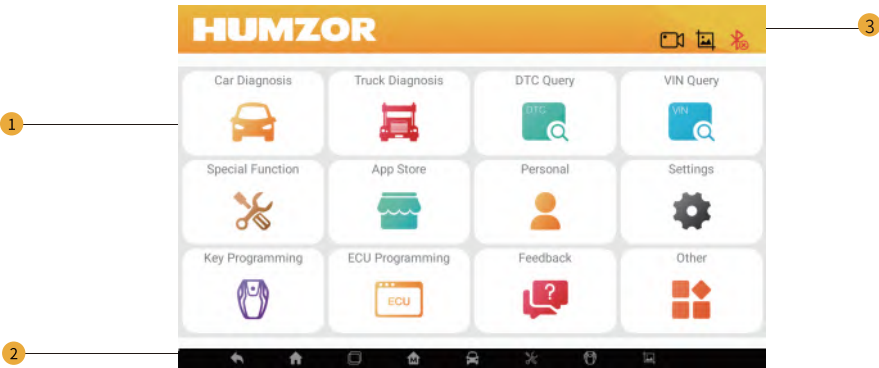 HUMZOR
3
Car Diagnosis
Truck Diagnosis
DTC Query
VIN Query
DTC
VIN
1
Special Function
App Store
Personal
Settings
Key Programming
ECU Programming
Feedback
Other
ECU
?
2
M